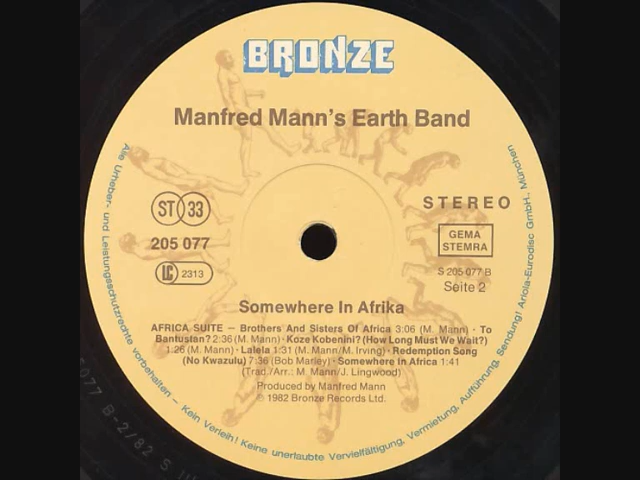 BRONZE
Manfred Mann's Earth Band
ST 33
STEREO
205 077
GEMA
STEMRA
LC 2313
S 205 077 B
Seite 2
Somewhere In Afrika
AFRICA SUITE – Brothers And Sisters Of Africa 3:06 (M. Mann) · To
Bantustan? 2:36 (M. Mann) · Koze Kobenini? (How Long Must We Wait?)
1:26 (M. Mann) · Lalela 1:31 (M. Mann/M. Irving) · Redemption Song
(No Kwazulu) 7:36 (Bob Marley) · Somewhere In Africa 1:41
(Trad./Arr.: M. Mann/J. Lingwood)
Produced by Manfred Mann
℗ 1982 Bronze Records Ltd.
Alle Urheber- und Leistungsschutzrechte vorbehalten – Kein Verleih! Keine unerlaubte Vervielfältigung, Vermietung, Aufführung, Sendung! Ariola-Eurodisc GmbH., München